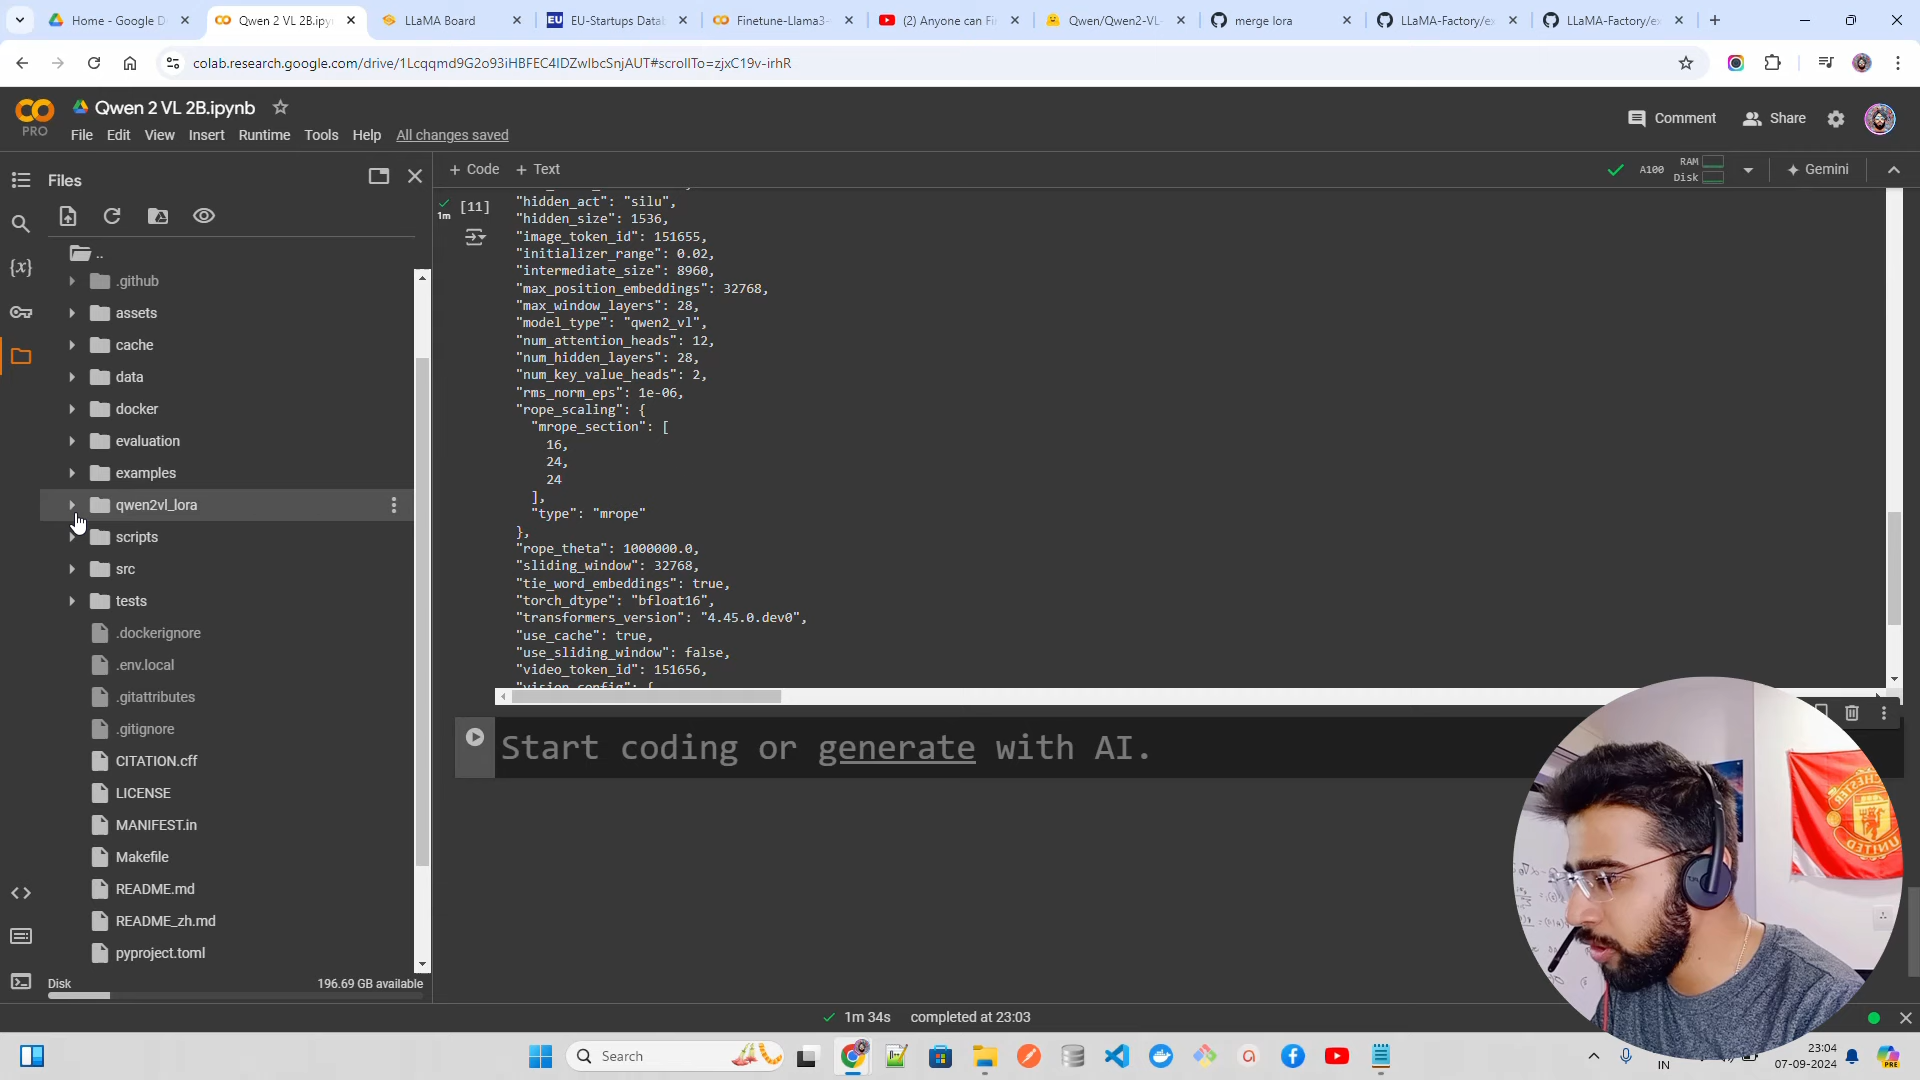 Home - Google D
Qwen 2 VL 2B.ipy
LLaMA Board
EU-Startups Data
Finetune-Llama3-
(2) Anyone can Fi
Qwen/Qwen2-VL-
merge lora
LLaMA-Factory/ex
LLaMA-Factory/ex
colab.research.google.com/drive/1Lcqqmd9G2o93iHBFEC4IDZwIbcSnjAUT#scrollTo=zjxC19v-irhR
PRO
Qwen 2 VL 2B.ipynb
File Edit View Insert Runtime Tools Help All changes saved
Comment
Share
Files
+ Code + Text
A100
RAM
Disk
Gemini
..
.github
assets
cache
data
docker
evaluation
examples
qwen2vl_lora
scripts
src
tests
.dockerignore
.env.local
.gitattributes
.gitignore
CITATION.cff
LICENSE
MANIFEST.in
Makefile
README.md
README_zh.md
pyproject.toml
Disk 196.69 GB available
1m
[11]
"hidden_act": "silu",
"hidden_size": 1536,
"image_token_id": 151655,
"initializer_range": 0.02,
"intermediate_size": 8960,
"max_position_embeddings": 32768,
"max_window_layers": 28,
"model_type": "qwen2_vl",
"num_attention_heads": 12,
"num_hidden_layers": 28,
"num_key_value_heads": 2,
"rms_norm_eps": 1e-06,
"rope_scaling": {
"mrope_section": [
16,
24,
24
],
"type": "mrope"
},
"rope_theta": 1000000.0,
"sliding_window": 32768,
"tie_word_embeddings": true,
"torch_dtype": "bfloat16",
"transformers_version": "4.45.0.dev0",
"use_cache": true,
"use_sliding_window": false,
"video_token_id": 151656,
"vision_config": {
Start coding or generate with AI.
1m 34s completed at 23:03
UNITED
Search
IN
23:04
07-09-2024